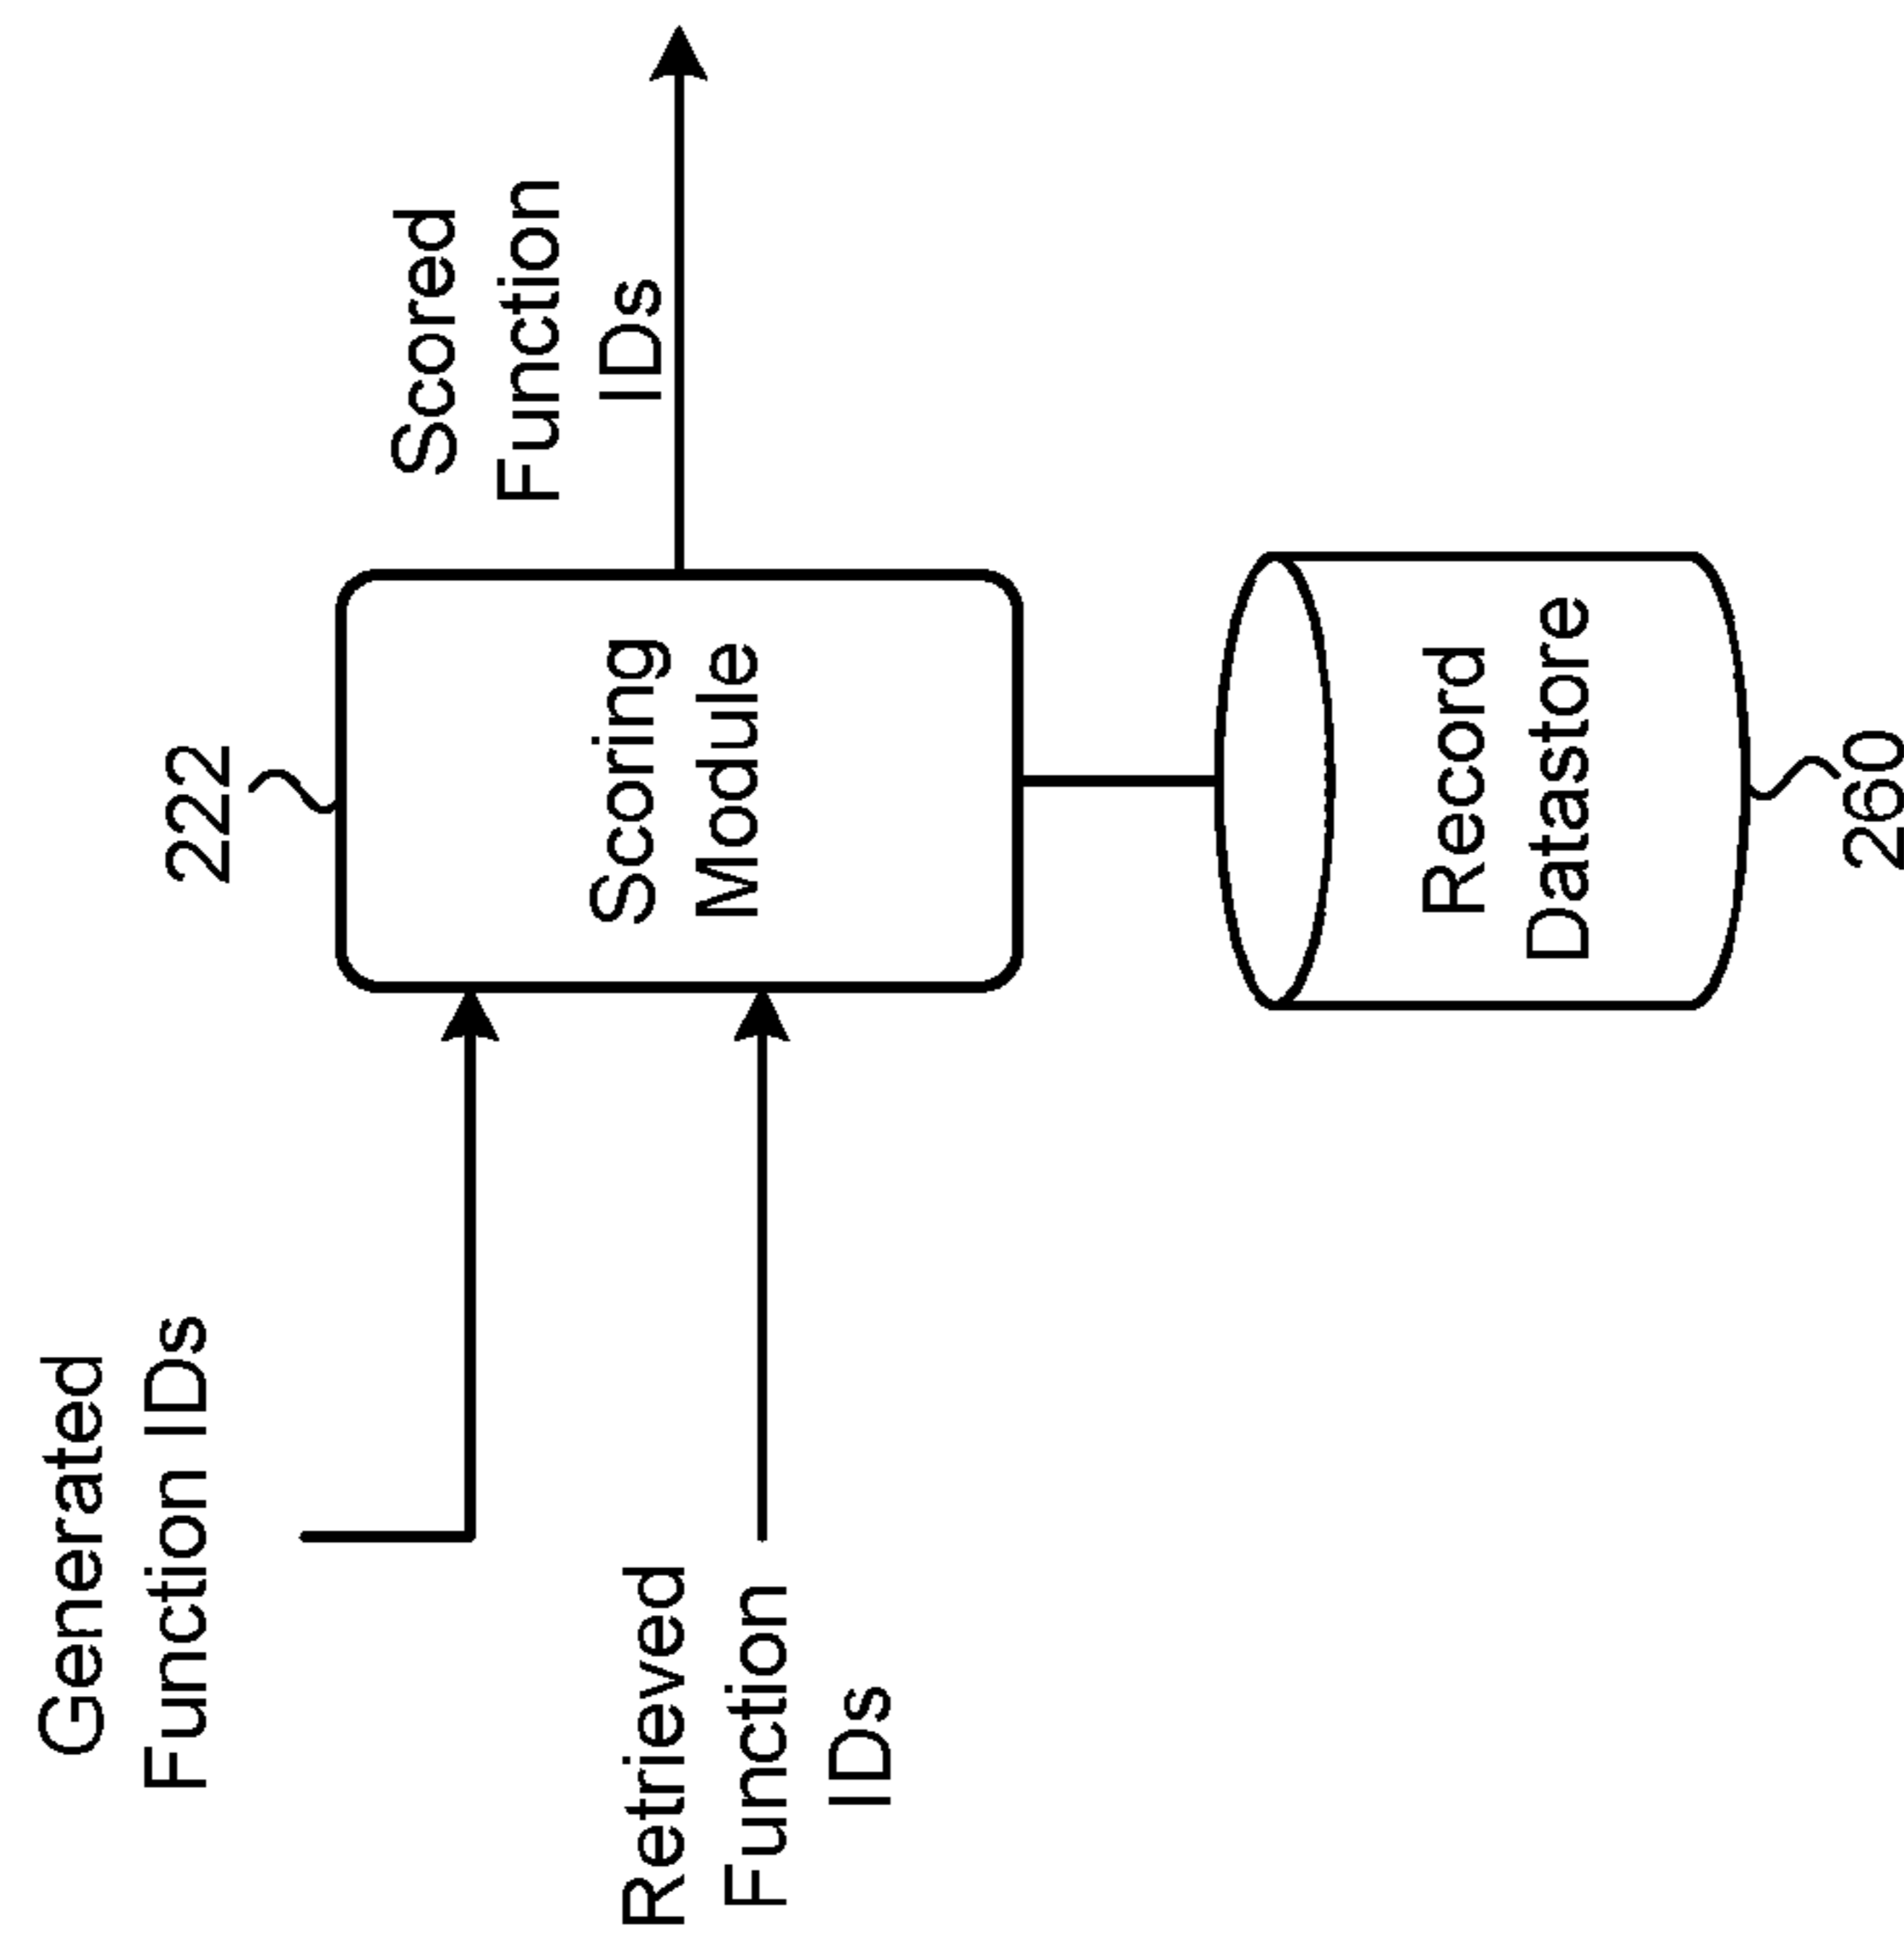 Generated
Function IDs
Retrieved
Function
IDs
222
Scoring
Module
Scored
Function
IDs
Record
Datastore
260